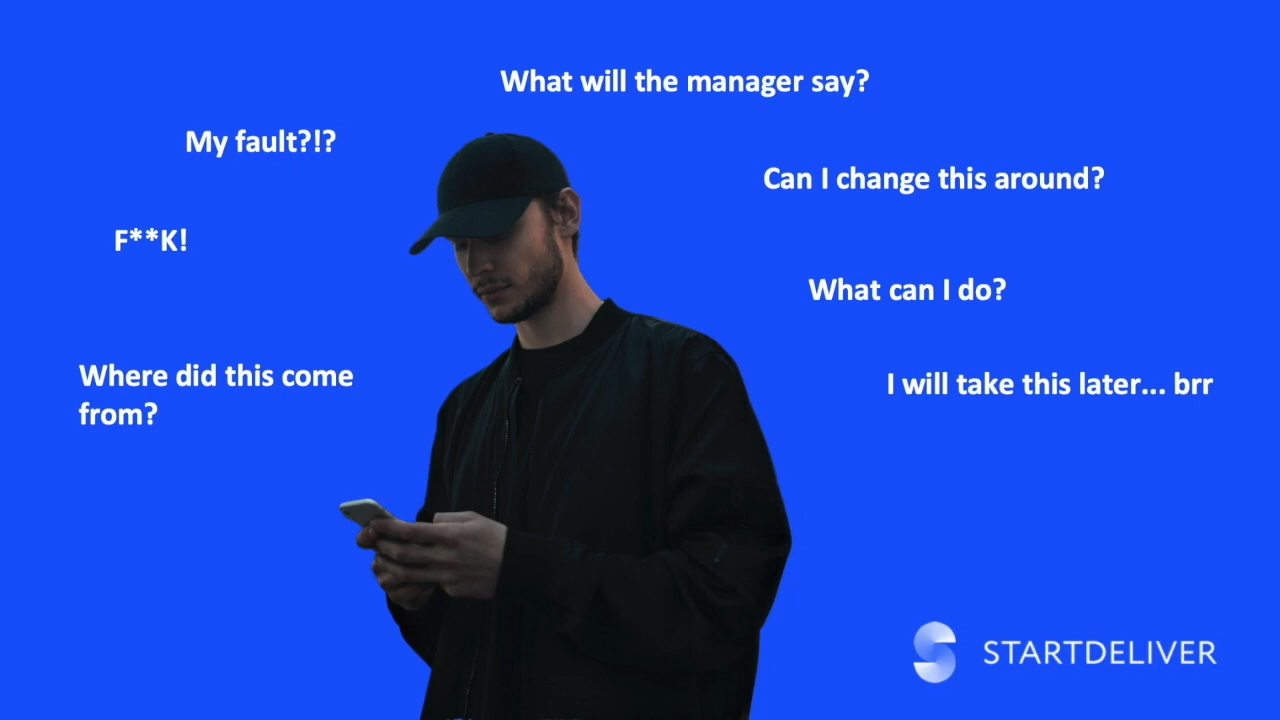 What will the manager say?
My fault?!?
Can I change this around?
F**K!
What can I do?
Where did this come
from?
I will take this later... brr
STARTDELIVER